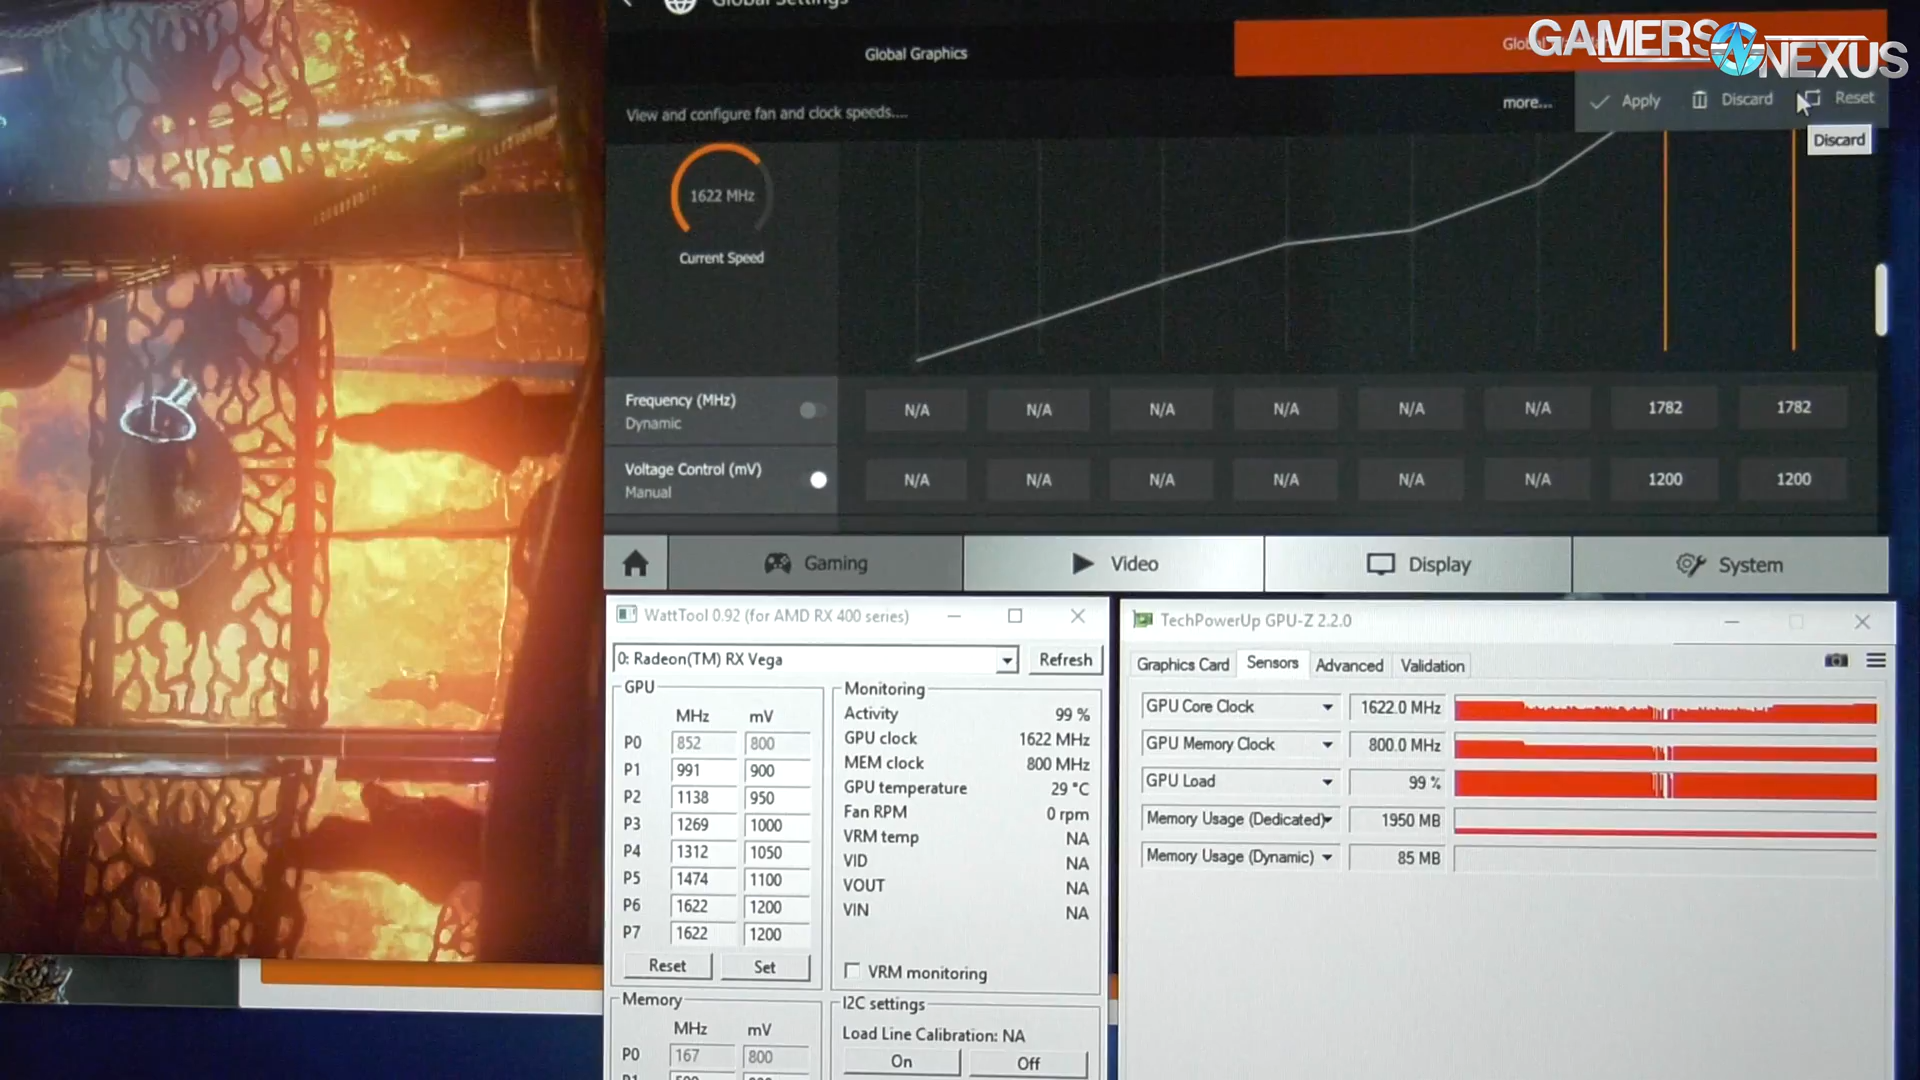 Global Settings
GAMERS NEXUS
Global Graphics
View and configure fan and clock speeds....
more...
Apply
Discard
Reset
Discard
1622 MHz
Current Speed
Frequency (MHz)
Dynamic
N/A N/A N/A N/A N/A N/A 1782 1782
Voltage Control (mV)
Manual
N/A N/A N/A N/A N/A N/A 1200 1200
Gaming
Video
Display
System
WattTool 0.92 (for AMD RX 400 series)
0: Radeon(TM) RX Vega
Refresh
GPU
MHz mV
P0 852 800
P1 991 900
P2 1138 950
P3 1269 1000
P4 1312 1050
P5 1474 1100
P6 1622 1200
P7 1622 1200
Reset Set
Memory
MHz mV
P0 167 800
Monitoring
Activity 99 %
GPU clock 1622 MHz
MEM clock 800 MHz
GPU temperature 29 °C
Fan RPM 0 rpm
VRM temp NA
VID NA
VOUT NA
VIN NA
VRM monitoring
I2C settings
Load Line Calibration: NA
On Off
TechPowerUp GPU-Z 2.2.0
Graphics Card Sensors Advanced Validation
GPU Core Clock 1622.0 MHz
GPU Memory Clock 800.0 MHz
GPU Load 99 %
Memory Usage (Dedicated) 1950 MB
Memory Usage (Dynamic) 85 MB